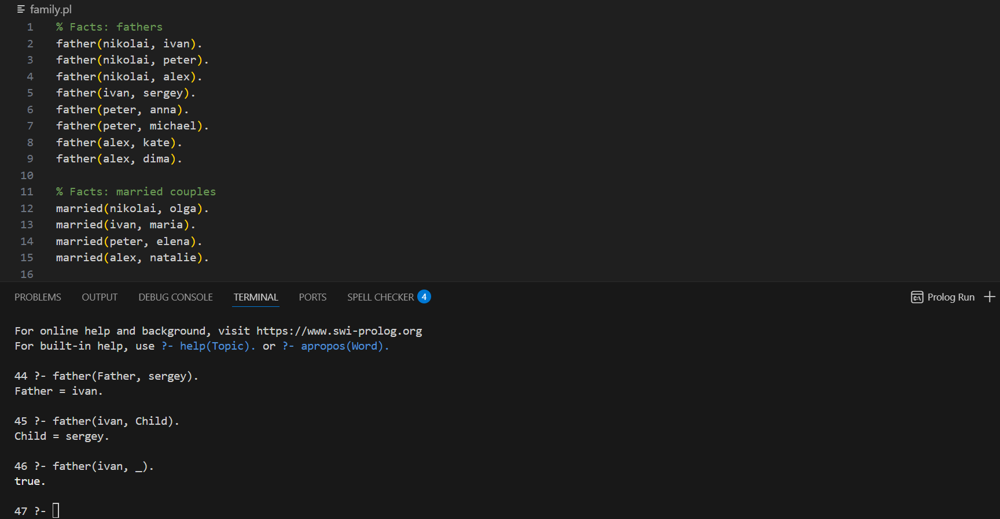 family.pl
1 % Facts: fathers
2 father(nikolai, ivan).
3 father(nikolai, peter).
4 father(nikolai, alex).
5 father(ivan, sergey).
6 father(peter, anna).
7 father(peter, michael).
8 father(alex, kate).
9 father(alex, dima).
10
11 % Facts: married couples
12 married(nikolai, olga).
13 married(ivan, maria).
14 married(peter, elena).
15 married(alex, natalie).
16
PROBLEMS OUTPUT DEBUG CONSOLE TERMINAL PORTS SPELL CHECKER 4 Prolog Run
For online help and background, visit https://www.swi-prolog.org
For built-in help, use ?- help(Topic). or ?- apropos(Word).
44 ?- father(Father, sergey).
Father = ivan.
45 ?- father(ivan, Child).
Child = sergey.
46 ?- father(ivan, _).
true.
47 ?-